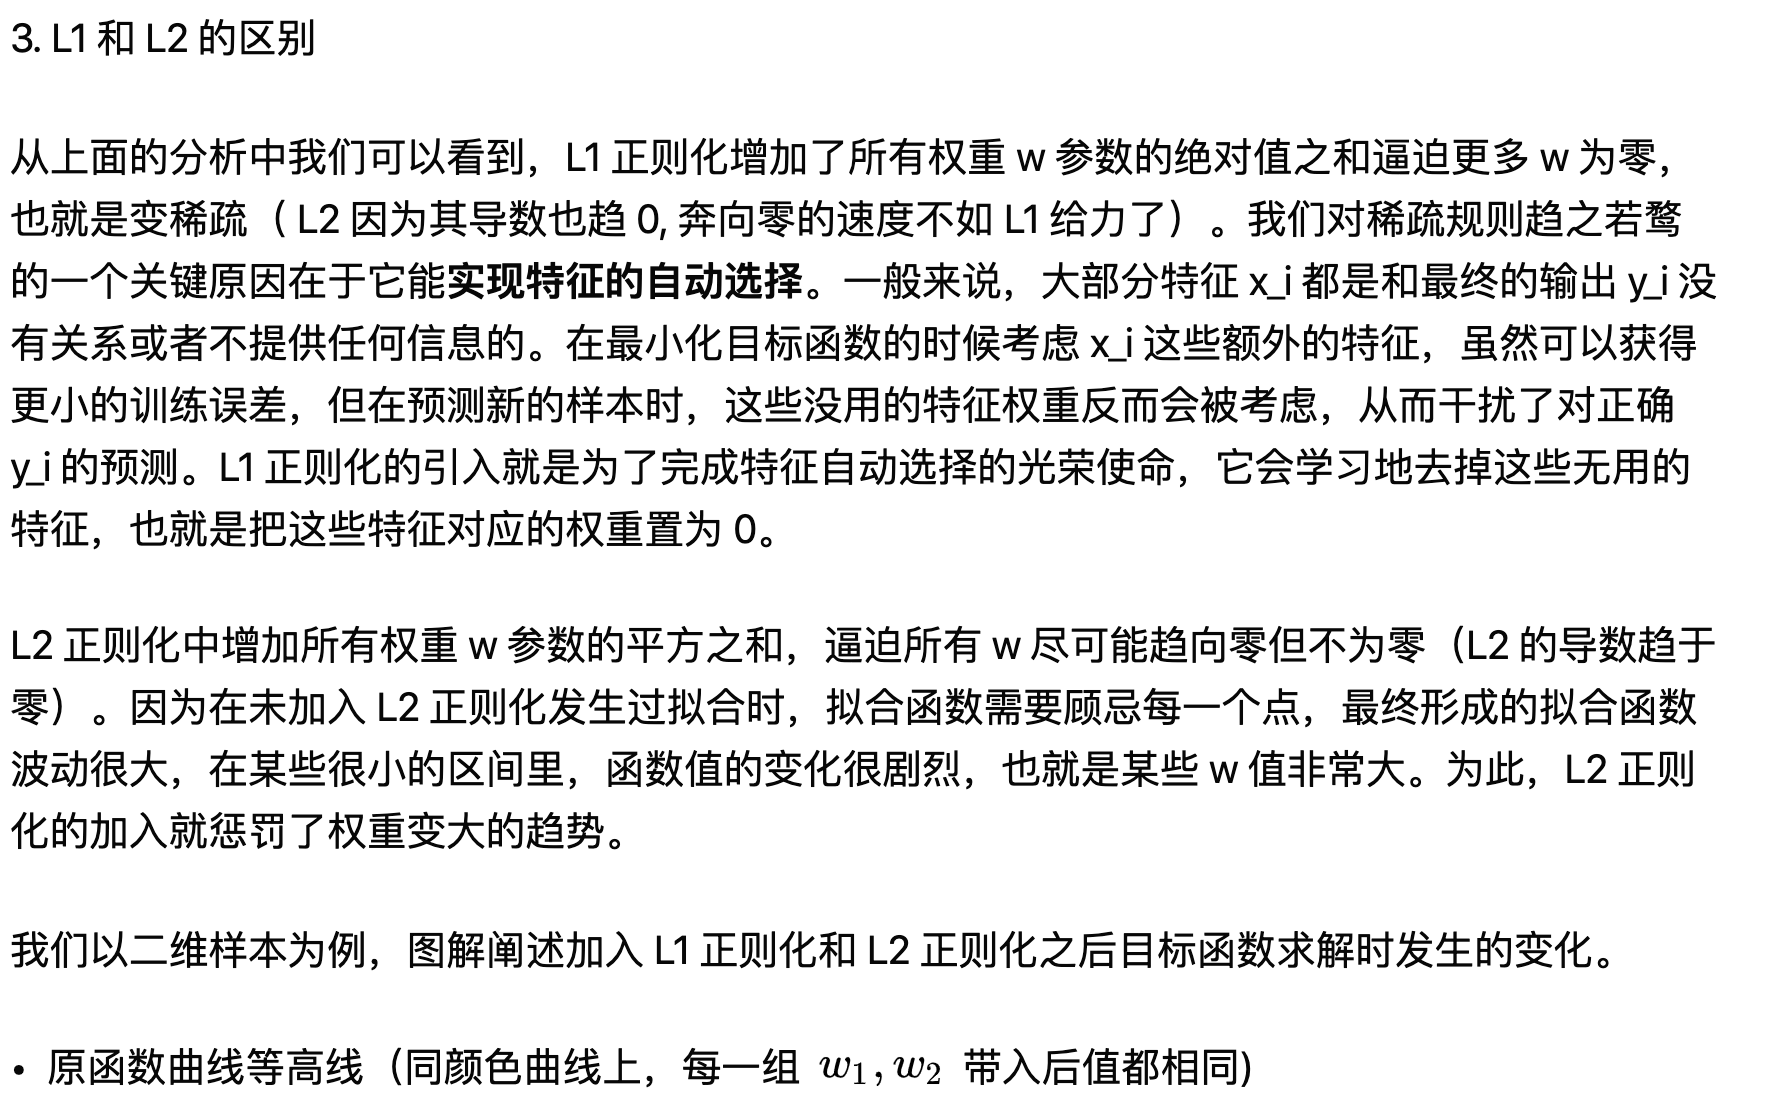 3. L1 和 L2 的区别
从上面的分析中我们可以看到，L1 正则化增加了所有权重 w 参数的绝对值之和逼迫更多 w 为零，
也就是变稀疏（ L2 因为其导数也趋 0, 奔向零的速度不如 L1 给力了）。我们对稀疏规则趋之若鹜
的一个关键原因在于它能实现特征的自动选择。一般来说，大部分特征 x_i 都是和最终的输出 y_i 没
有关系或者不提供任何信息的。在最小化目标函数的时候考虑 x_i 这些额外的特征，虽然可以获得
更小的训练误差，但在预测新的样本时，这些没用的特征权重反而会被考虑，从而干扰了对正确
y_i 的预测。L1 正则化的引入就是为了完成特征自动选择的光荣使命，它会学习地去掉这些无用的
特征，也就是把这些特征对应的权重置为 0。
L2 正则化中增加所有权重 w 参数的平方之和，逼迫所有 w 尽可能趋向零但不为零（L2 的导数趋于
零）。因为在未加入 L2 正则化发生过拟合时，拟合函数需要顾忌每一个点，最终形成的拟合函数
波动很大，在某些很小的区间里，函数值的变化很剧烈，也就是某些 w 值非常大。为此，L2 正则
化的加入就惩罚了权重变大的趋势。
我们以二维样本为例，图解阐述加入 L1 正则化和 L2 正则化之后目标函数求解时发生的变化。
• 原函数曲线等高线（同颜色曲线上，每一组 w₁, w₂ 带入后值都相同)